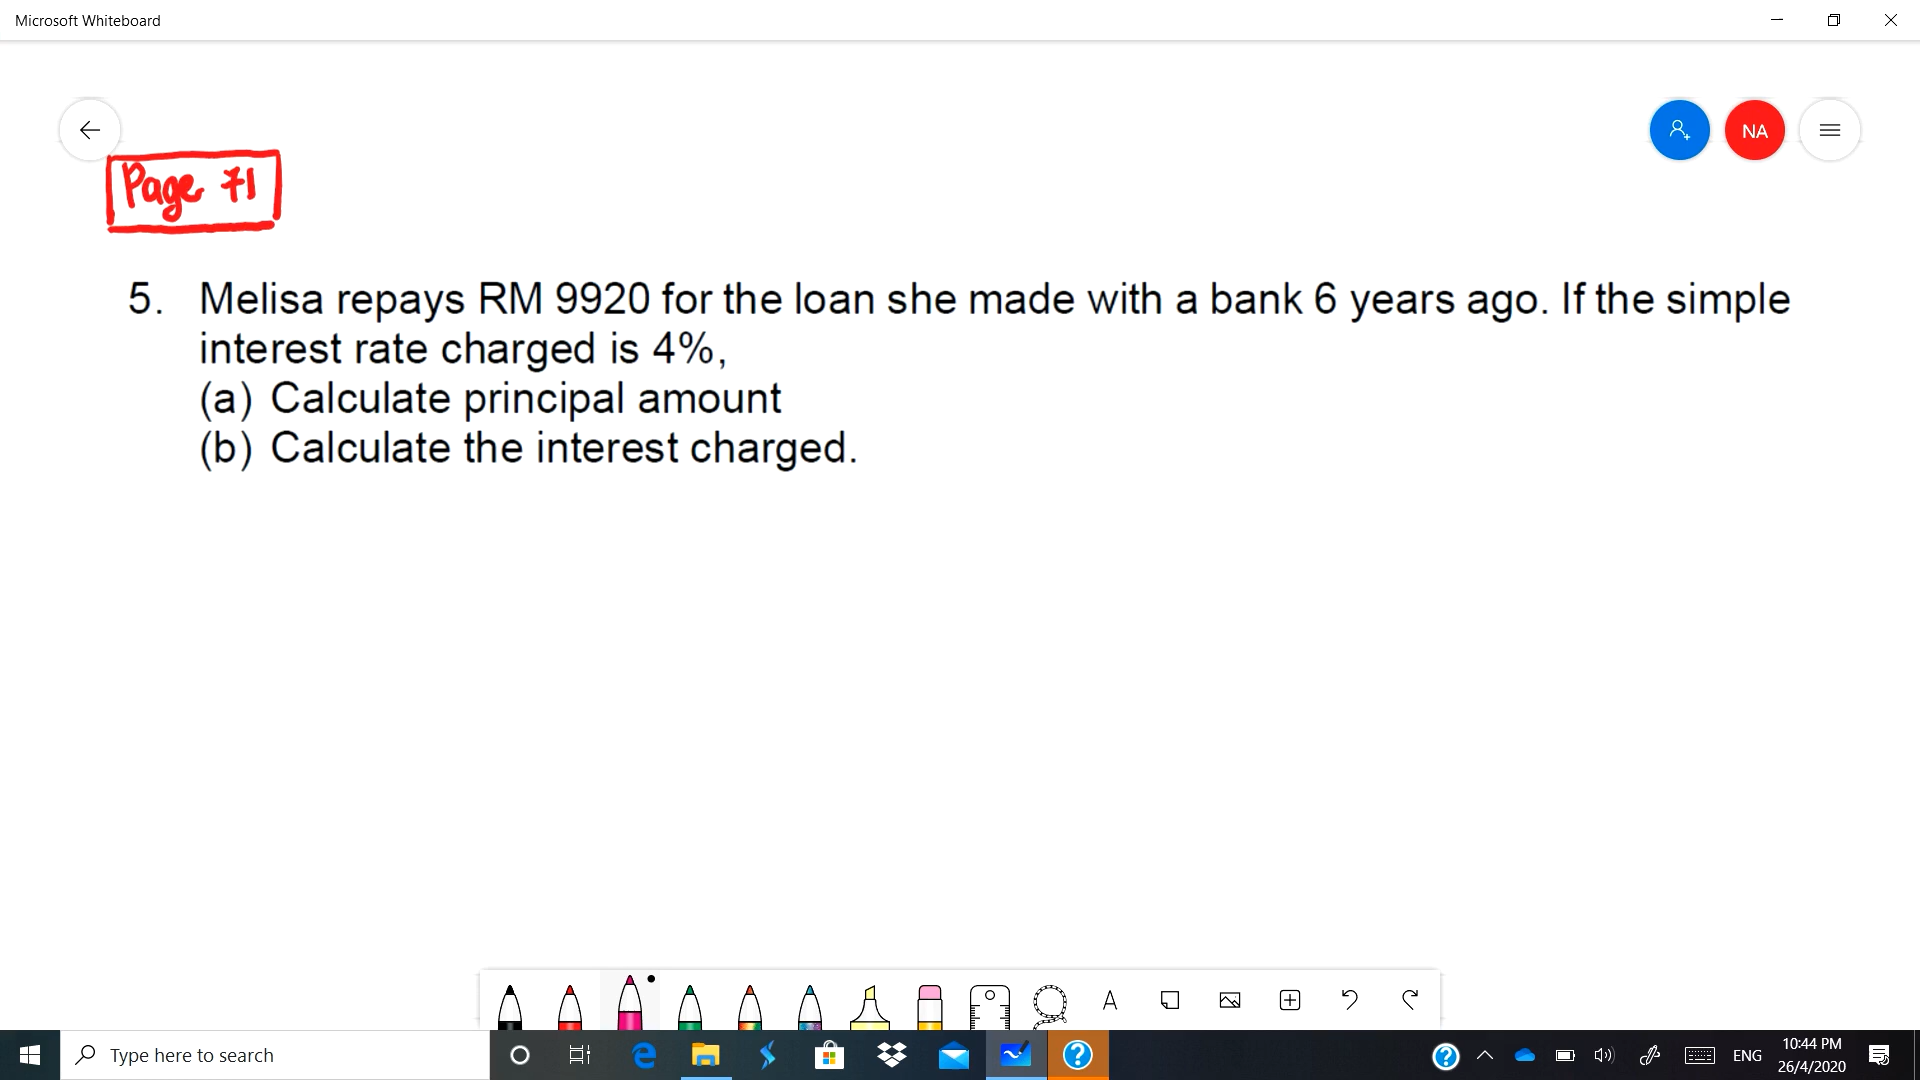 Microsoft Whiteboard
NA
Page 71
5. Melisa repays RM 9920 for the loan she made with a bank 6 years ago. If the simple
interest rate charged is 4%,
(a) Calculate principal amount
(b) Calculate the interest charged.
Type here to search
ENG
10:44 PM
26/4/2020